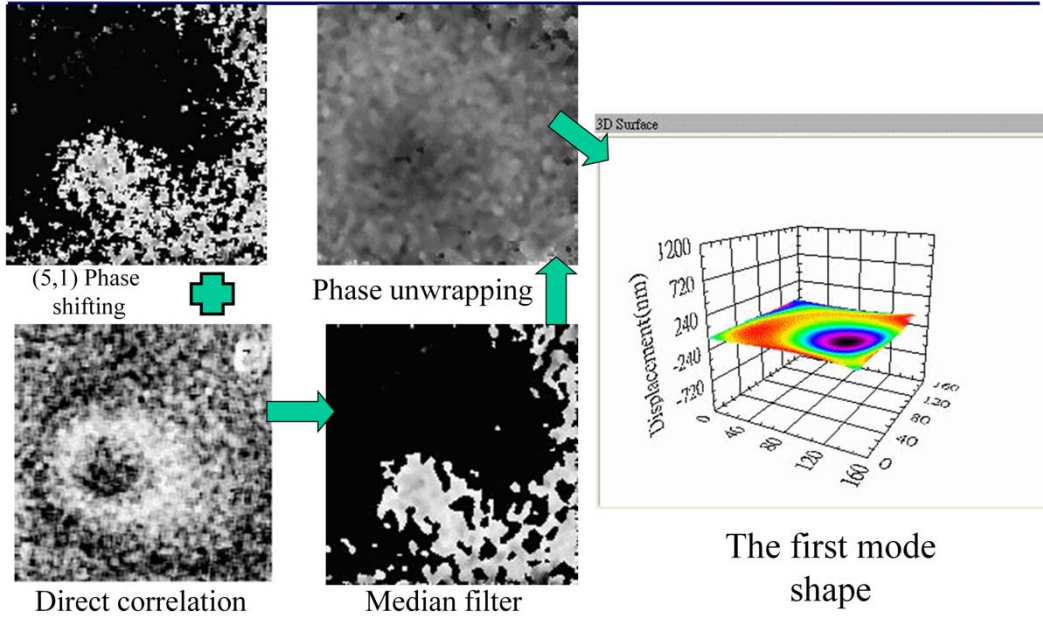 (5,1) Phase
shifting
Phase unwrapping
Direct correlation
Median filter
3D Surface
Displacement(nm)
1200
720
240
-240
-720
0
40
80
120
160
0
40
80
120
160
The first mode
shape